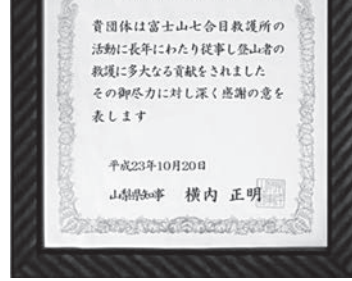 貴団体は富士山七合目救護所の
活動に長年にわたり従事し登山者の
救護に多大なる貢献をされました
その御尽力に対し深く感謝の意を
表します
平成23年10月20日
山梨県知事 横内 正明